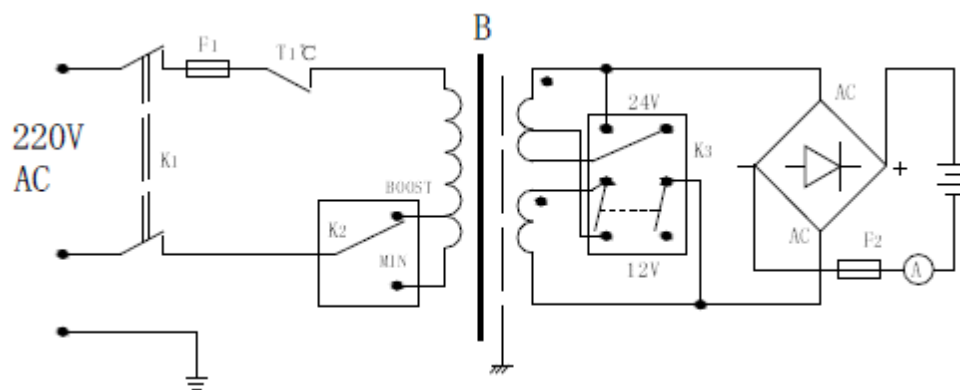 B
F1
T1℃
220V
AC
K1
BOOST
K2
MIN
24V
K3
12V
AC
+
AC
F2
A